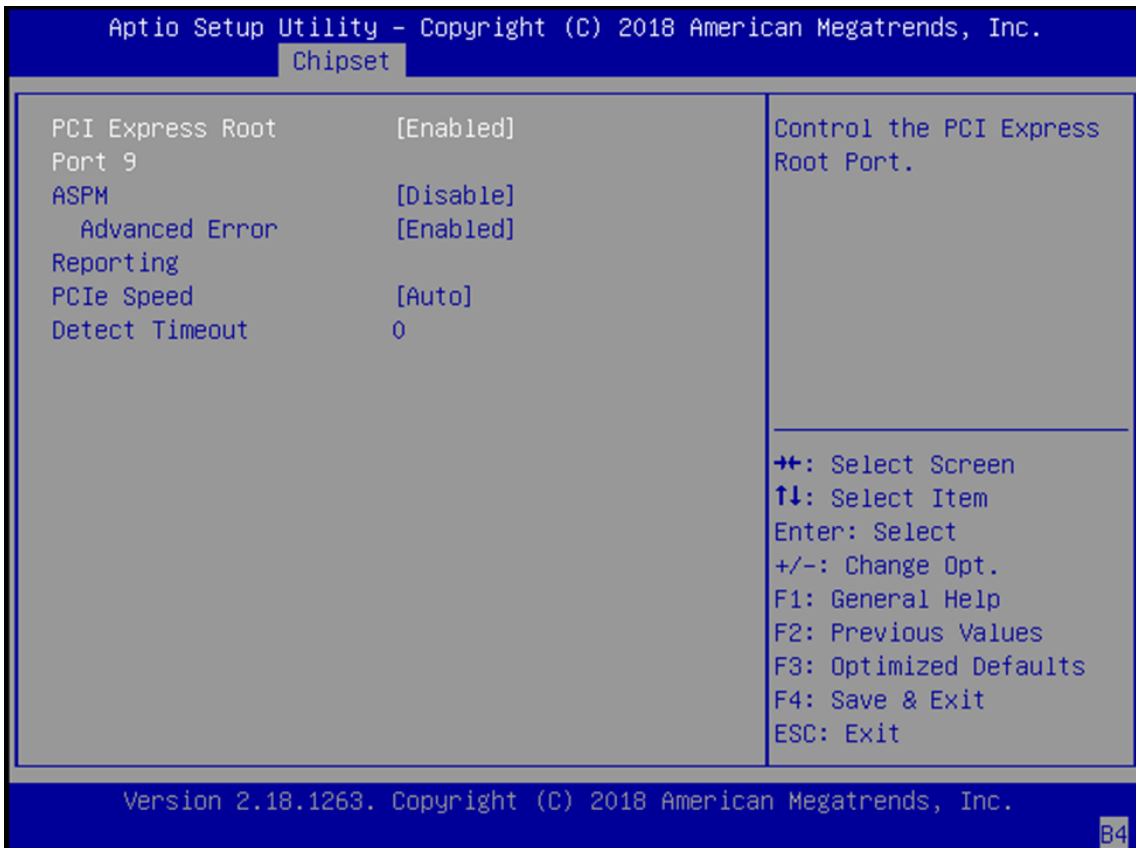 Aptio Setup Utility – Copyright (C) 2018 American Megatrends, Inc.
Chipset
PCI Express Root [Enabled]
Port 9
ASPM [Disable]
Advanced Error [Enabled]
Reporting
PCIe Speed [Auto]
Detect Timeout 0
Control the PCI Express
Root Port.
→←: Select Screen
↑↓: Select Item
Enter: Select
+/-: Change Opt.
F1: General Help
F2: Previous Values
F3: Optimized Defaults
F4: Save & Exit
ESC: Exit
Version 2.18.1263. Copyright (C) 2018 American Megatrends, Inc.
B4